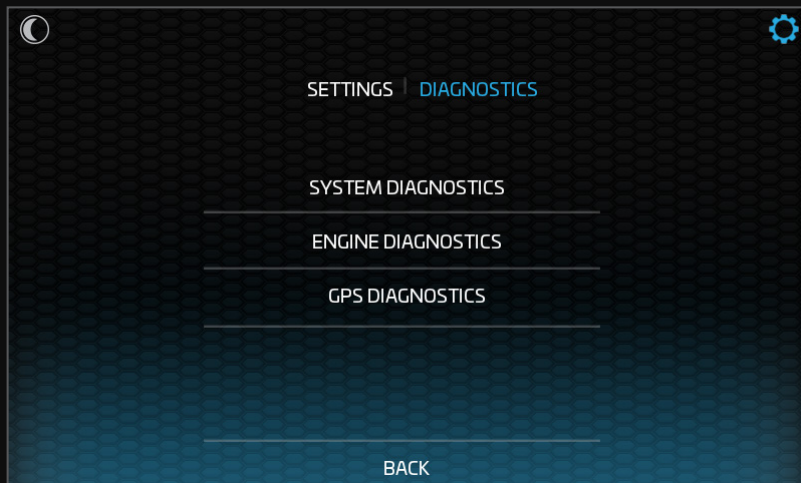 SETTINGS | DIAGNOSTICS
SYSTEM DIAGNOSTICS
ENGINE DIAGNOSTICS
GPS DIAGNOSTICS
BACK